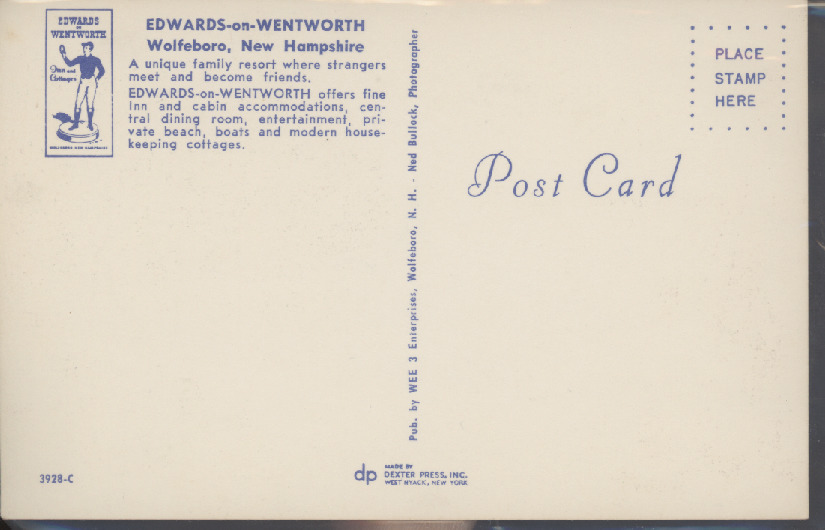 EDWARDS
WENTWORTH
Inn and
Cottages
WOLFEBORO NEW HAMPSHIRE
EDWARDS-on-WENTWORTH
Wolfeboro, New Hampshire
A unique family resort where strangers
meet and become friends.
EDWARDS-on-WENTWORTH offers fine
Inn and cabin accommodations, cen-
tral dining room, entertainment, pri-
vate beach, boats and modern house-
keeping cottages.
Pub. by WEE 3 Enterprises, Wolfeboro, N. H. - Ned Bullock, Photographer
PLACE
STAMP
HERE
Post Card
3928-C
dp
MADE BY
DEXTER PRESS, INC.
WEST NYACK, NEW YORK